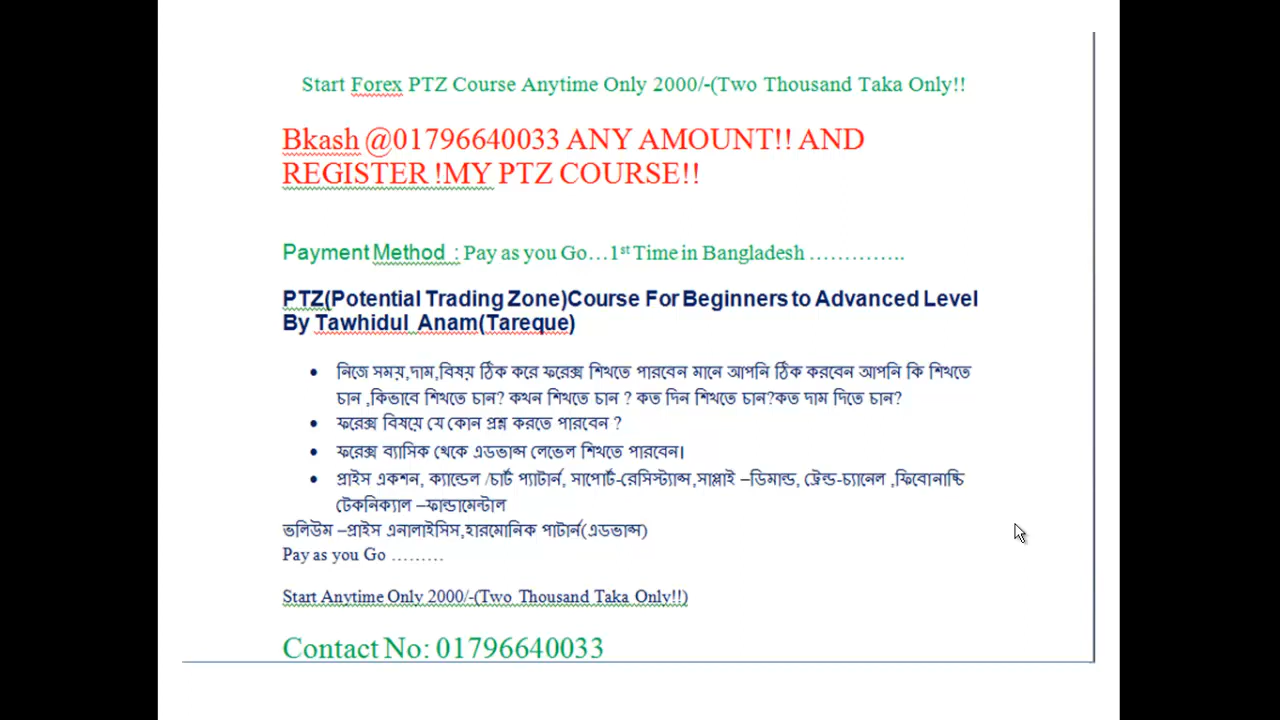 Start Forex PTZ Course Anytime Only 2000/-(Two Thousand Taka Only!!
Bkash @01796640033 ANY AMOUNT!! AND
REGISTER !MY PTZ COURSE!!
Payment Method : Pay as you Go…1st Time in Bangladesh …………..
PTZ(Potential Trading Zone)Course For Beginners to Advanced Level
By Tawhidul Anam(Tareque)
• নিজে সময়,দাম,বিষয় ঠিক করে ফরেক্স শিখতে পারবেন মানে আপনি ঠিক করবেন আপনি কি শিখতে
চান ,কিভাবে শিখতে চান? কখন শিখতে চান ? কত দিন শিখতে চান?কত দাম দিতে চান?
• ফরেক্স বিষয়ে যে কোন প্রশ্ন করতে পারবেন ?
• ফরেক্স ব্যাসিক থেকে এডভান্স লেভেল শিখতে পারবেন।
• প্রাইস একশন, ক্যান্ডেল /চার্ট প্যাটার্ন, সাপোর্ট-রেসিস্ট্যান্স,সাপ্লাই –ডিমান্ড, ট্রেন্ড-চ্যানেল ,ফিবোনাচ্চি
টেকনিক্যাল –ফান্ডামেন্টাল
ভলিউম –প্রাইস এনালাইসিস,হারমোনিক পাটার্ন(এডভান্স)
Pay as you Go ………
Start Anytime Only 2000/-(Two Thousand Taka Only!!)
Contact No: 01796640033